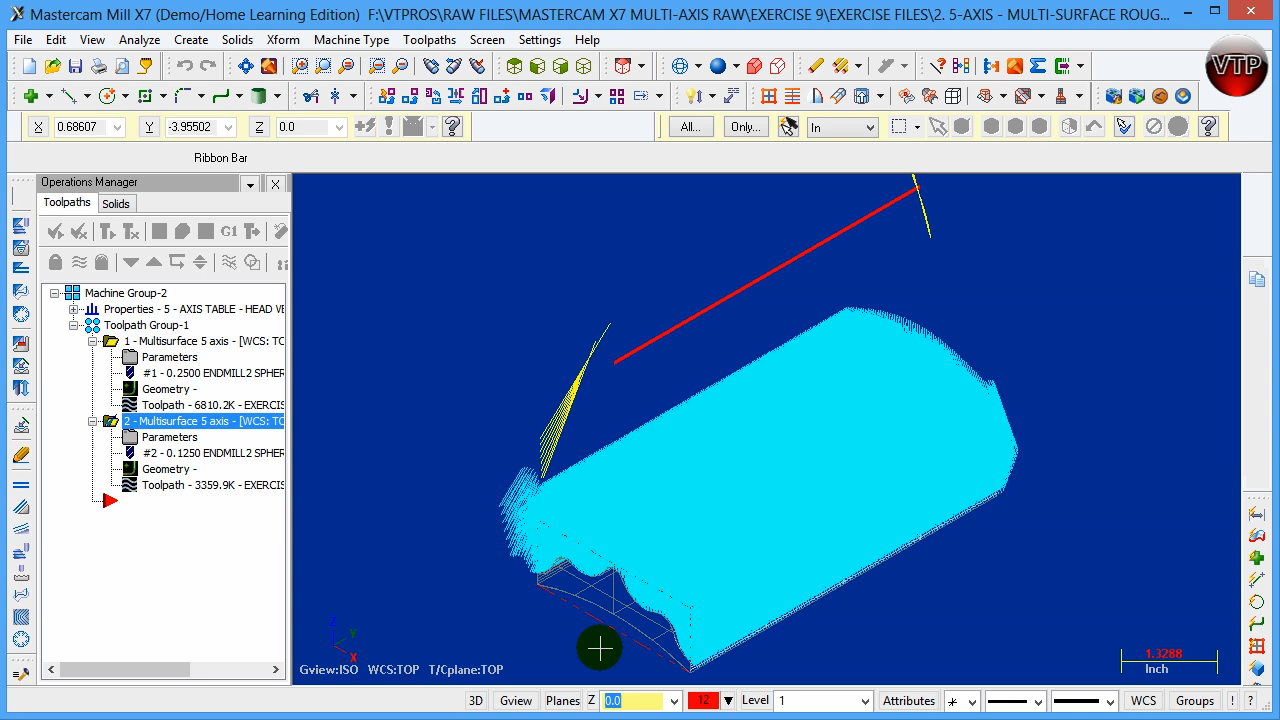 Mastercam Mill X7 (Demo/Home Learning Edition) F:\VTPROS\RAW FILES\MASTERCAM X7 MULTI-AXIS RAW\EXERCISE 9\EXERCISE FILES\2. 5-AXIS - MULTI-SURFACE ROUG...
File Edit View Analyze Create Solids Xform Machine Type Toolpaths Screen Settings Help
VTP
X 0.68607 Y -3.95502 Z 0.0 All... Only... In
Ribbon Bar
Operations Manager
Toolpaths Solids
G1
Machine Group-2
Properties - 5 - AXIS TABLE - HEAD VE
Toolpath Group-1
1 - Multisurface 5 axis - [WCS: TO
Parameters
#1 - 0.2500 ENDMILL2 SPHER
Geometry -
Toolpath - 6810.2K - EXERCIS
2 - Multisurface 5 axis - [WCS: TO
Parameters
#2 - 0.1250 ENDMILL2 SPHER
Geometry -
Toolpath - 3359.9K - EXERCIS
Z Y X
Gview:ISO WCS:TOP T/Cplane:TOP
1.3288
Inch
3D Gview Planes Z 0.0 12 Level 1 Attributes WCS Groups ! ?